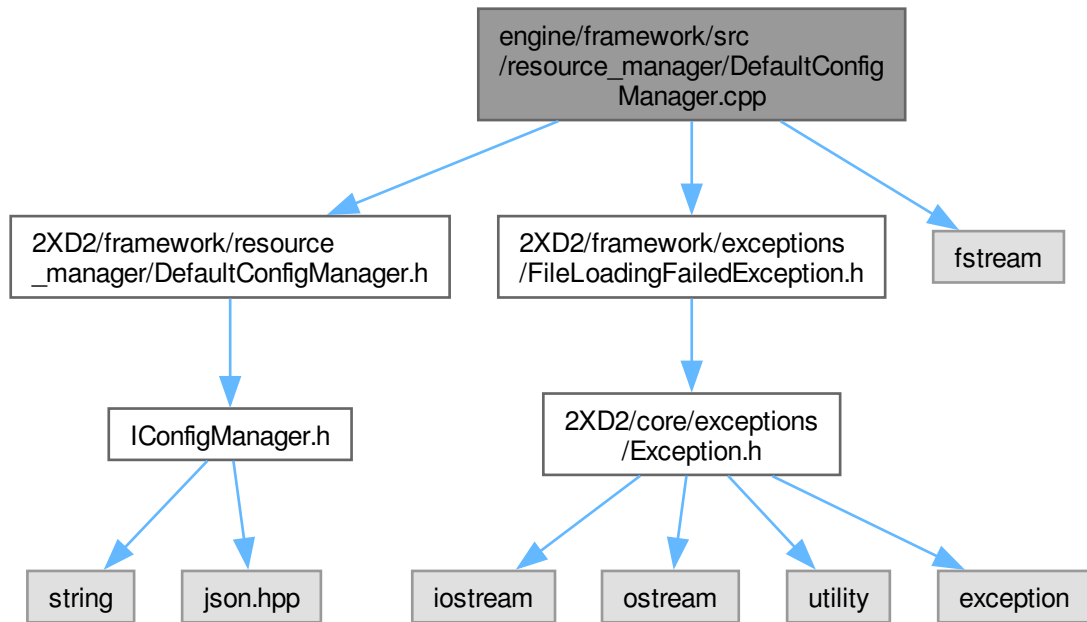 engine/framework/src
/resource_manager/DefaultConfig
Manager.cpp
2XD2/framework/resource
_manager/DefaultConfigManager.h
2XD2/framework/exceptions
/FileLoadingFailedException.h
fstream
IConfigManager.h
2XD2/core/exceptions
/Exception.h
string
json.hpp
iostream
ostream
utility
exception